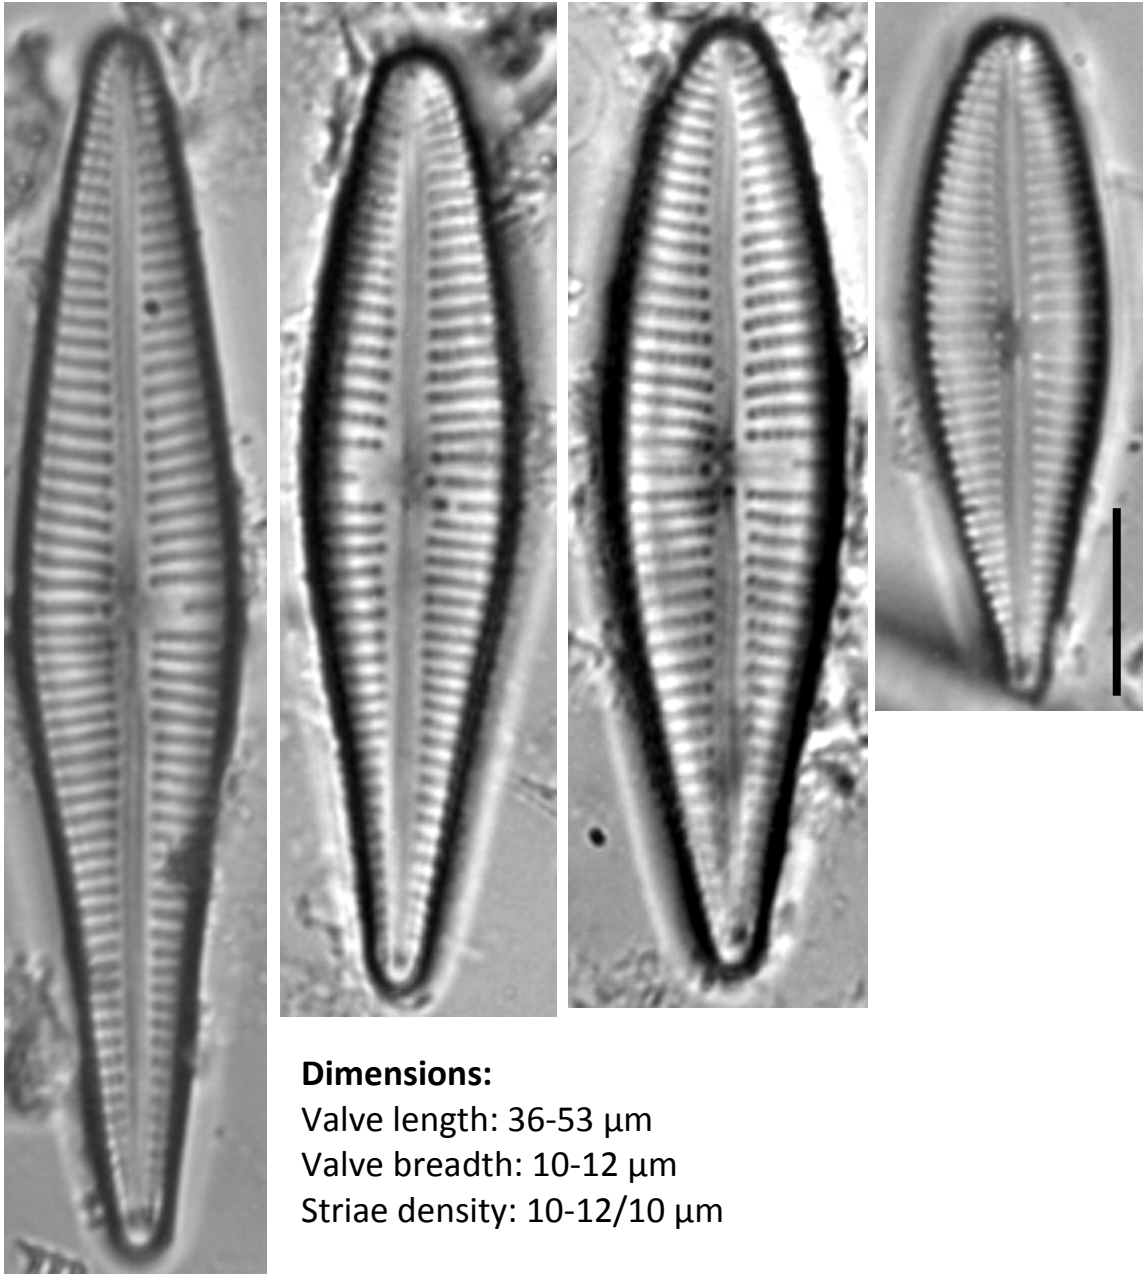 Dimensions:
Valve length: 36-53 µm
Valve breadth: 10-12 µm
Striae density: 10-12/10 µm